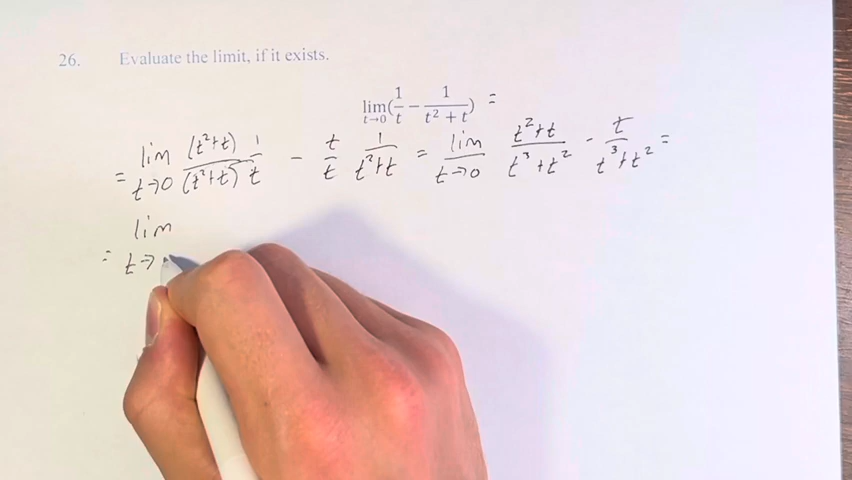 26. Evaluate the limit, if it exists.
lim t→0 (1/t − 1/(t² + t)) =
= lim t→0 (t²+t)/(t²+t) 1/t − t/t 1/(t²+t) = lim t→0 (t²+t)/(t³+t²) − t/(t³+t²) =
= lim t→